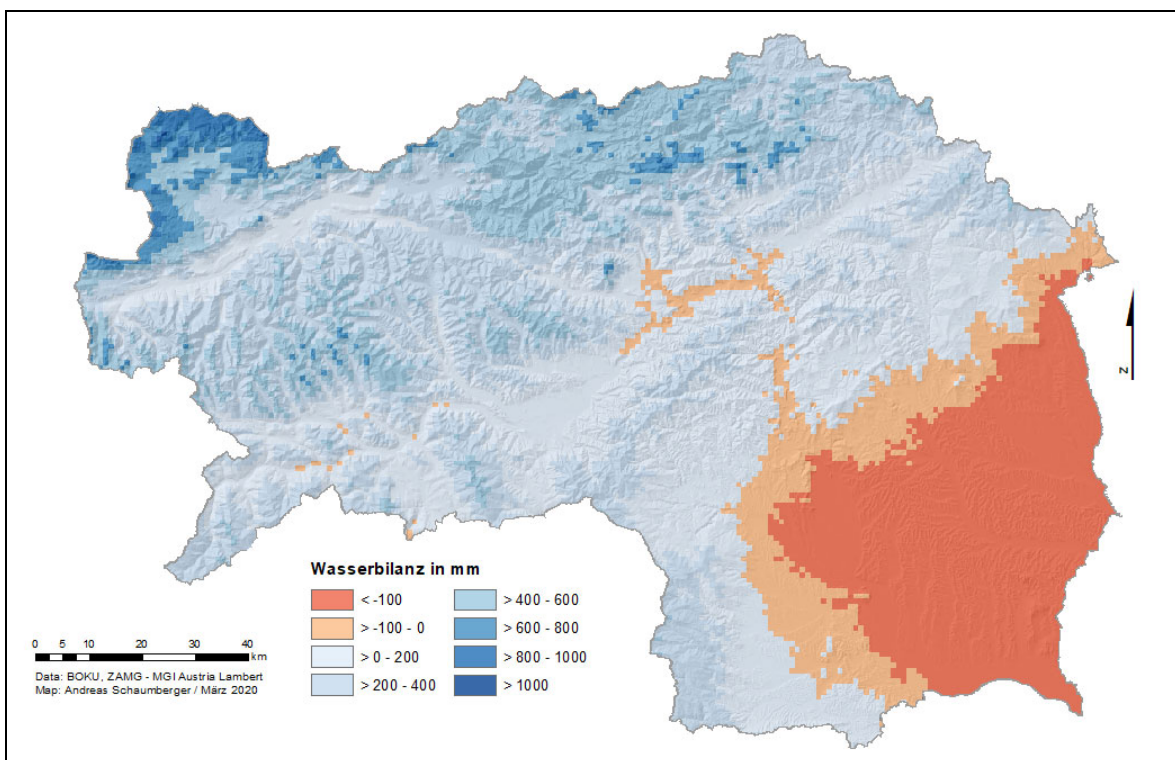 N
Wasserbilanz in mm
< -100
> -100 - 0
> 0 - 200
> 200 - 400
> 400 - 600
> 600 - 800
> 800 - 1000
> 1000
0 5 10 20 30 40
km
Data: BOKU, ZAMG - MGI Austria Lambert
Map: Andreas Schaumberger / März 2020